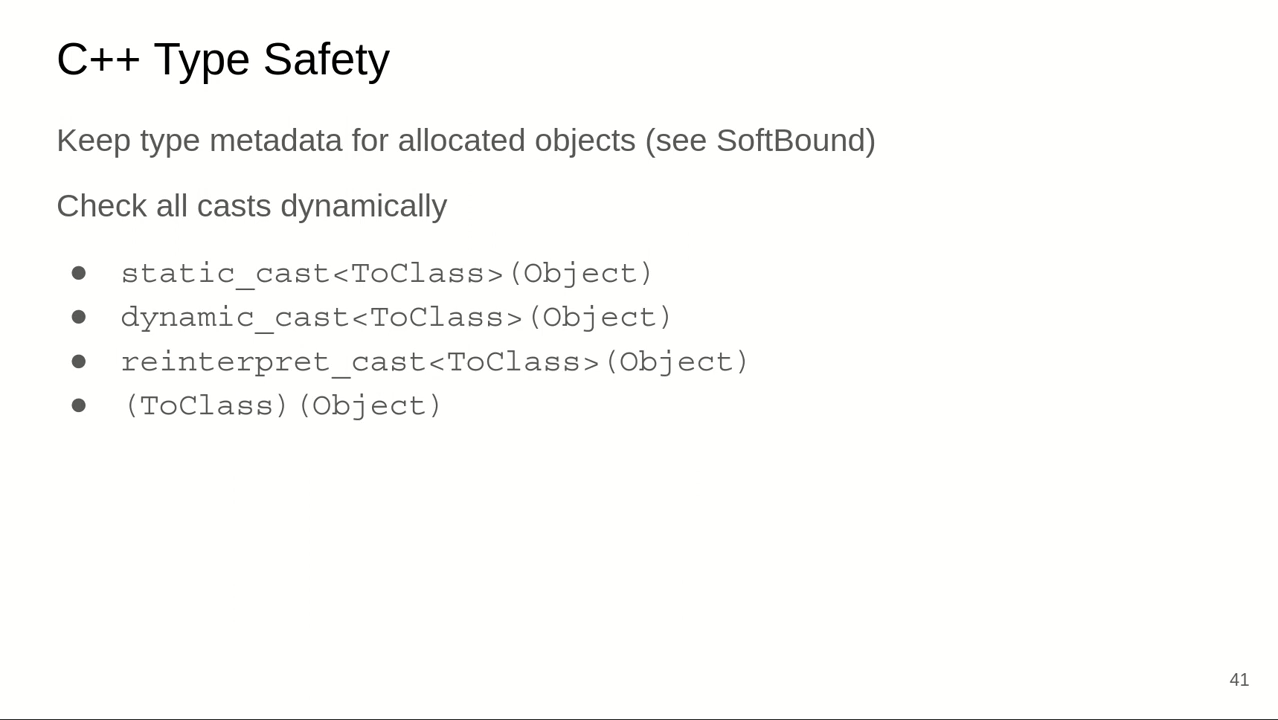 C++ Type Safety
Keep type metadata for allocated objects (see SoftBound)
Check all casts dynamically
● static_cast<ToClass>(Object)
● dynamic_cast<ToClass>(Object)
● reinterpret_cast<ToClass>(Object)
● (ToClass)(Object)
41